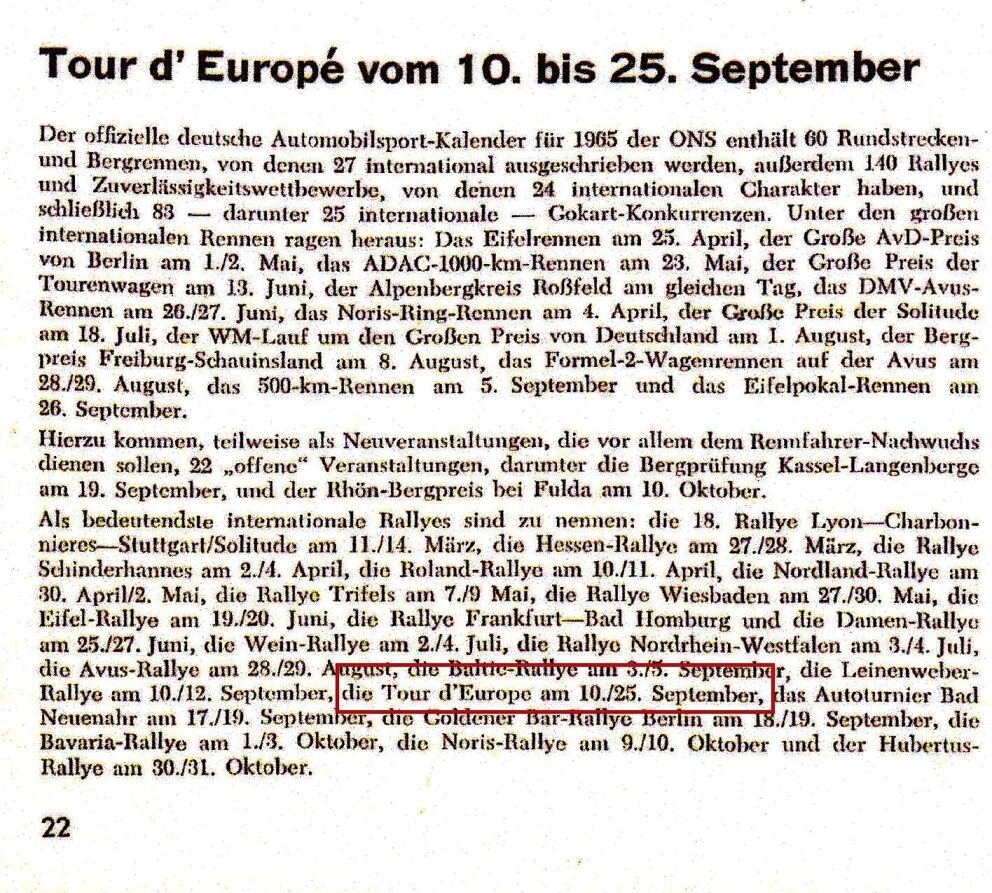 Tour d' Europé vom 10. bis 25. September
Der offizielle deutsche Automobilsport-Kalender für 1965 der ONS enthält 60 Rundstrecken-
und Bergrennen, von denen 27 international ausgeschrieben werden, außerdem 140 Rallyes
und Zuverlässigkeitswettbewerbe, von denen 24 internationalen Charakter haben, und
schließlich 83 — darunter 25 internationale — Gokart-Konkurrenzen. Unter den großen
internationalen Rennen ragen heraus: Das Eifelrennen am 25. April, der Große AvD-Preis
von Berlin am 1./2. Mai, das ADAC-1000-km-Rennen am 23. Mai, der Große Preis der
Tourenwagen am 13. Juni, der Alpenbergkreis Roßfeld am gleichen Tag, das DMV-Avus-
Rennen am 26./27. Juni, das Noris-Ring-Rennen am 4. April, der Große Preis der Solitude
am 18. Juli, der WM-Lauf um den Großen Preis von Deutschland am 1. August, der Berg-
preis Freiburg-Schauinsland am 8. August, das Formel-2-Wagenrennen auf der Avus am
28./29. August, das 500-km-Rennen am 5. September und das Eifelpokal-Rennen am
26. September.
Hierzu kommen, teilweise als Neuveranstaltungen, die vor allem dem Rennfahrer-Nachwuchs
dienen sollen, 22 „offene“ Veranstaltungen, darunter die Bergprüfung Kassel-Langenberge
am 19. September, und der Rhön-Bergpreis bei Fulda am 10. Oktober.
Als bedeutendste internationale Rallyes sind zu nennen: die 18. Rallye Lyon—Charbon-
nieres—Stuttgart/Solitude am 11./14. März, die Hessen-Rallye am 27./28. März, die Rallye
Schinderhannes am 2./4. April, die Roland-Rallye am 10./11. April, die Nordland-Rallye am
30. April/2. Mai, die Rallye Trifels am 7./9 Mai, die Rallye Wiesbaden am 27./30. Mai, die
Eifel-Rallye am 19./20. Juni, die Rallye Frankfurt—Bad Homburg und die Damen-Rallye
am 25./27. Juni, die Wein-Rallye am 2./4. Juli, die Rallye Nordrhein-Westfalen am 3./4. Juli,
die Avus-Rallye am 28./29. August, die Baltic-Rallye am 3./5. September, die Leinenweber-
Rallye am 10./12. September, die Tour d'Europe am 10./25. September, das Autoturnier Bad
Neuenahr am 17./19. September, die Goldener Bär-Rallye Berlin am 18./19. September, die
Bavaria-Rallye am 1./3. Oktober, die Noris-Rallye am 9./10. Oktober und der Hubertus-
Rallye am 30./31. Oktober.
22